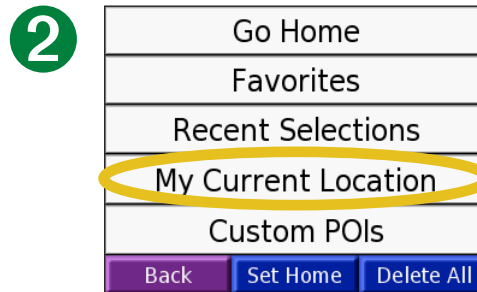 2
Go Home
Favorites
Recent Selections
My Current Location
Custom POIs
Back Set Home Delete All